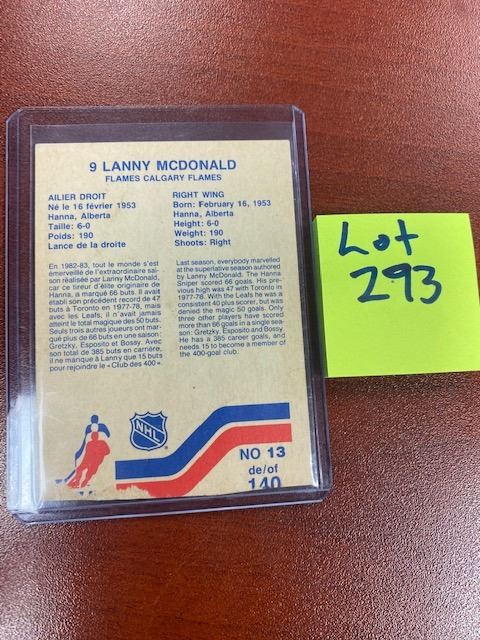 9 LANNY MCDONALD
FLAMES CALGARY FLAMES
AILIER DROIT
Né le 16 février 1953
Hanna, Alberta
Taille: 6-0
Poids: 190
Lance de la droite
En 1982-83, tout le monde s'est
émerveillé de l'extraordinaire sai-
son réalisée par Lanny McDonald,
car ce tireur d'élite originaire de
Hanna, a marqué 66 buts. Il avait
établi son précédent record de 47
buts à Toronto en 1977-78, mais
avec les Leafs, il n'avait jamais
atteint le total magique des 50 buts.
Seuls trois autres joueurs ont mar-
qué plus de 66 buts en une saison:
Gretzky, Esposito et Bossy. Avec
son total de 385 buts en carrière,
il ne manque à Lanny que 15 buts
pour rejoindre le «Club des 400».
RIGHT WING
Born: February 16, 1953
Hanna, Alberta
Height: 6-0
Weight: 190
Shoots: Right
Last season, everybody marvelled
at the superlative season authored
by Lanny McDonald. The Hanna
Sniper scored 66 goals. His pre-
vious high was 47 with Toronto in
1977-78. With the Leafs he was a
consistent 40 plus scorer, but was
denied the magic 50 goals. Only
three other players have scored
more than 66 goals in a single sea-
son: Gretzky, Esposito and Bossy.
He has a 385 career goals, and
needs 15 to become a member of
the 400-goal club.
NHL
NO 13
de/of
140
Lot
293